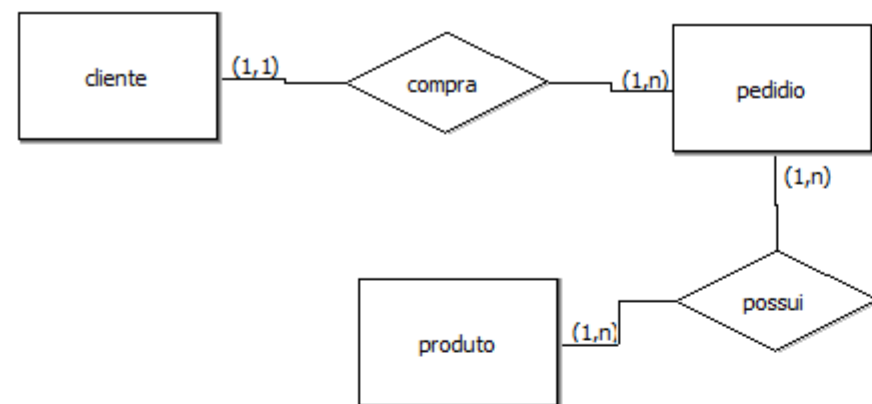 cliente
(1,1)
compra
(1,n)
pedidio
(1,n)
possui
(1,n)
produto